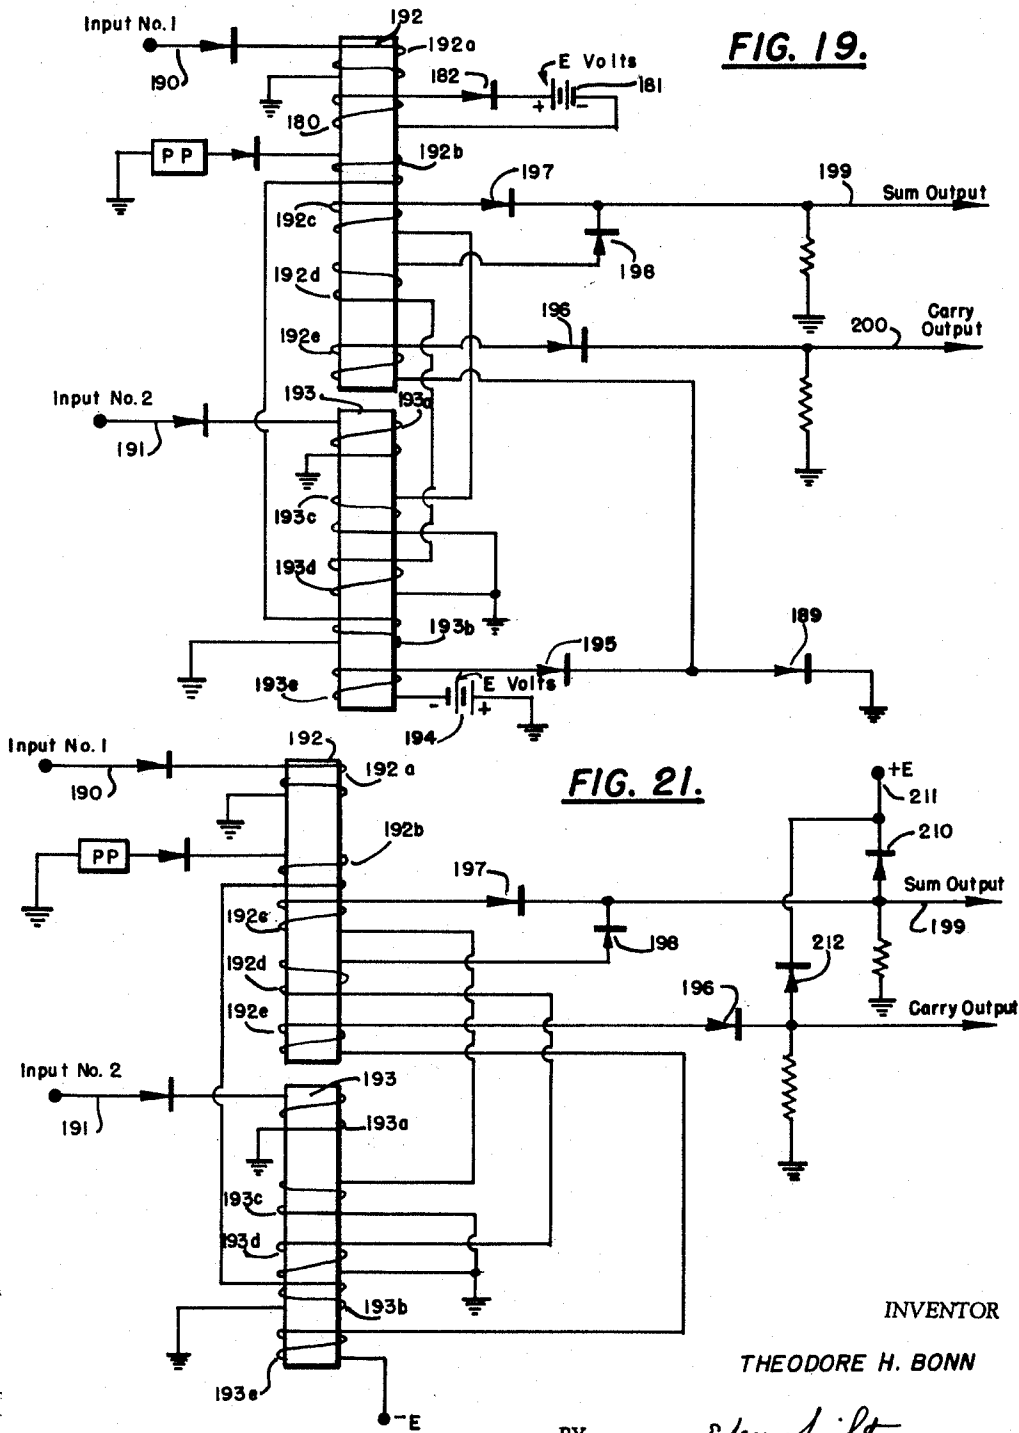 Input No. 1
192
FIG. 19.
192a
182
E Volts
190
181
+
-
180
PP
192b
197
199
Sum Output
192c
198
192d
196
200
Carry Output
192e
193
193a
Input No. 2
191
193c
193d
189
193b
195
193e
E Volts
-
+
194
Input No. 1
192
192a
FIG. 21.
+E
190
211
192b
210
PP
197
Sum Output
199
192c
198
212
192d
196
192e
Carry Output
Input No. 2
193
191
193a
193c
193d
193b
INVENTOR
THEODORE H. BONN
193e
-E
BY